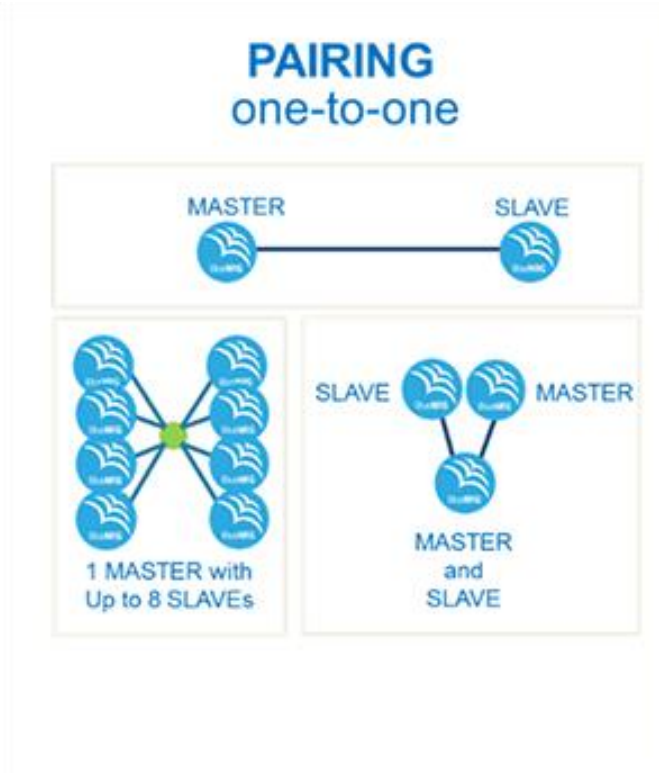 PAIRING
one-to-one
MASTER
SLAVE
SLAVE
MASTER
1 MASTER with
Up to 8 SLAVEs
MASTER
and
SLAVE